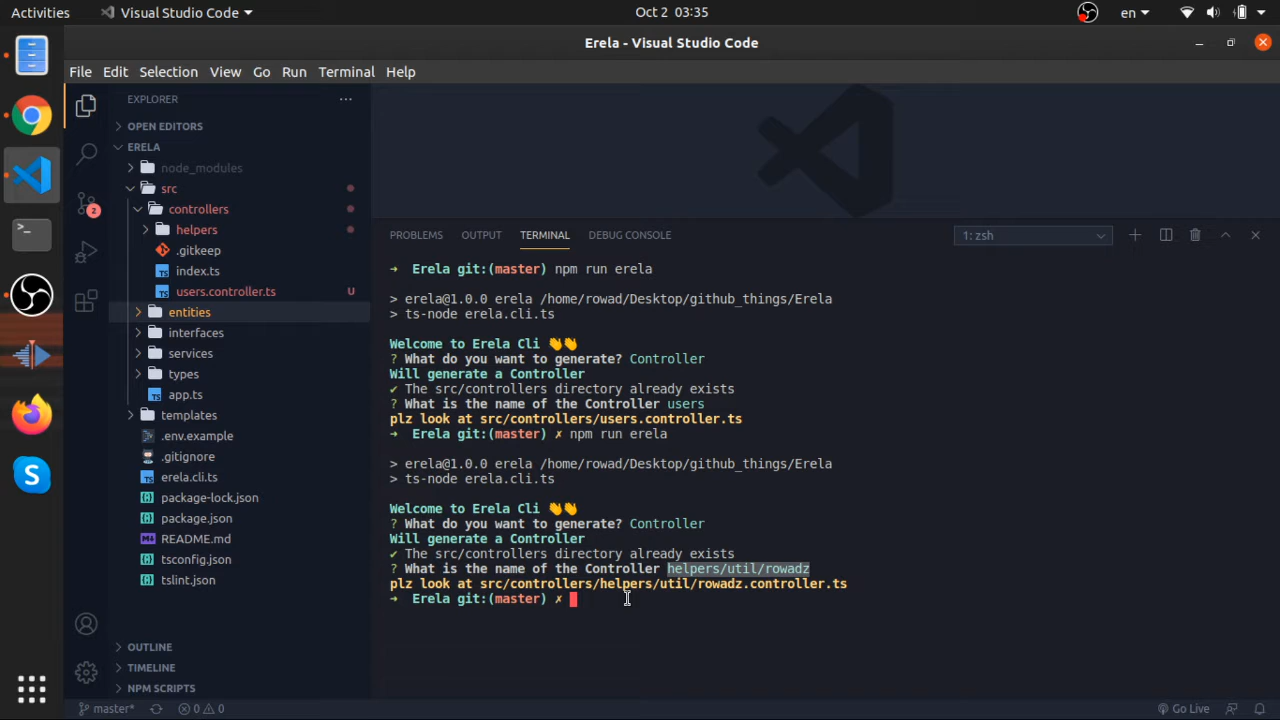 Activities
Visual Studio Code
Oct 2 03:35
en
Erela - Visual Studio Code
File Edit Selection View Go Run Terminal Help
EXPLORER
OPEN EDITORS
ERELA
node_modules
src
controllers
helpers
.gitkeep
index.ts
users.controller.ts U
entities
interfaces
services
types
app.ts
templates
.env.example
.gitignore
erela.cli.ts
package-lock.json
package.json
README.md
tsconfig.json
tslint.json
OUTLINE
TIMELINE
NPM SCRIPTS
2
PROBLEMS OUTPUT TERMINAL DEBUG CONSOLE
1: zsh
➜ Erela git:(master) npm run erela
> erela@1.0.0 erela /home/rowad/Desktop/github_things/Erela
> ts-node erela.cli.ts
Welcome to Erela Cli 👋👋
? What do you want to generate? Controller
Will generate a Controller
✔ The src/controllers directory already exists
? What is the name of the Controller users
plz look at src/controllers/users.controller.ts
➜ Erela git:(master) ✗ npm run erela
> erela@1.0.0 erela /home/rowad/Desktop/github_things/Erela
> ts-node erela.cli.ts
Welcome to Erela Cli 👋👋
? What do you want to generate? Controller
Will generate a Controller
✔ The src/controllers directory already exists
? What is the name of the Controller helpers/util/rowadz
plz look at src/controllers/helpers/util/rowadz.controller.ts
➜ Erela git:(master) ✗
master* 0 0
Go Live